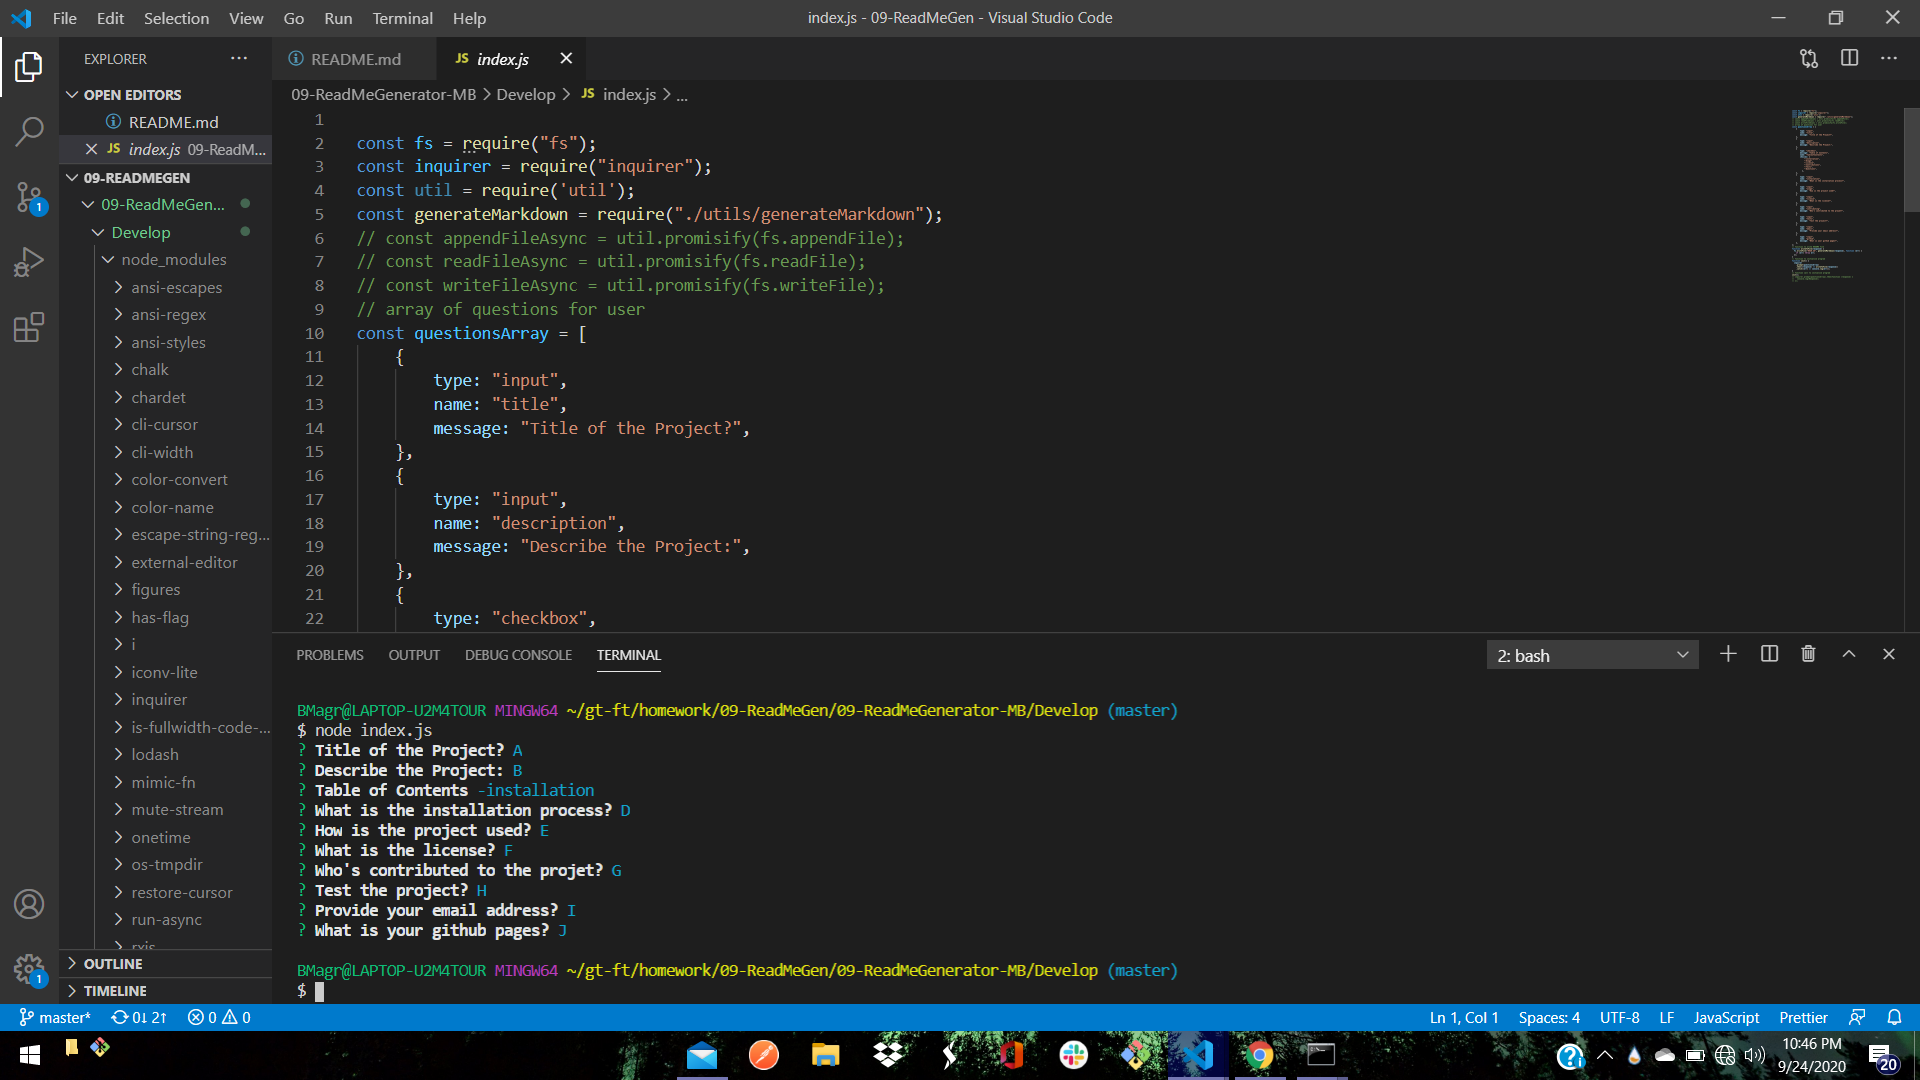 File Edit Selection View Go Run Terminal Help
index.js - 09-ReadMeGen - Visual Studio Code
EXPLORER
README.md
JS index.js
OPEN EDITORS
README.md
JS index.js 09-ReadM...
09-READMEGEN
09-ReadMeGen...
Develop
node_modules
ansi-escapes
ansi-regex
ansi-styles
chalk
chardet
cli-cursor
cli-width
color-convert
color-name
escape-string-reg...
external-editor
figures
has-flag
i
iconv-lite
inquirer
is-fullwidth-code-...
lodash
mimic-fn
mute-stream
onetime
os-tmpdir
restore-cursor
run-async
rxjs
OUTLINE
TIMELINE
1
1
09-ReadMeGenerator-MB > Develop > JS index.js > ...
1
2 const fs = require("fs");
3 const inquirer = require("inquirer");
4 const util = require('util');
5 const generateMarkdown = require("./utils/generateMarkdown");
6 // const appendFileAsync = util.promisify(fs.appendFile);
7 // const readFileAsync = util.promisify(fs.readFile);
8 // const writeFileAsync = util.promisify(fs.writeFile);
9 // array of questions for user
10 const questionsArray = [
11 {
12 type: "input",
13 name: "title",
14 message: "Title of the Project?",
15 },
16 {
17 type: "input",
18 name: "description",
19 message: "Describe the Project:",
20 },
21 {
22 type: "checkbox",
PROBLEMS OUTPUT DEBUG CONSOLE TERMINAL
2: bash
BMagr@LAPTOP-U2M4TOUR MINGW64 ~/gt-ft/homework/09-ReadMeGen/09-ReadMeGenerator-MB/Develop (master)
$ node index.js
? Title of the Project? A
? Describe the Project: B
? Table of Contents -installation
? What is the installation process? D
? How is the project used? E
? What is the license? F
? Who's contributed to the projet? G
? Test the project? H
? Provide your email address? I
? What is your github pages? J
BMagr@LAPTOP-U2M4TOUR MINGW64 ~/gt-ft/homework/09-ReadMeGen/09-ReadMeGenerator-MB/Develop (master)
$
master* 0↓ 2↑ 0 0
Ln 1, Col 1 Spaces: 4 UTF-8 LF JavaScript Prettier
10:46 PM
9/24/2020
20